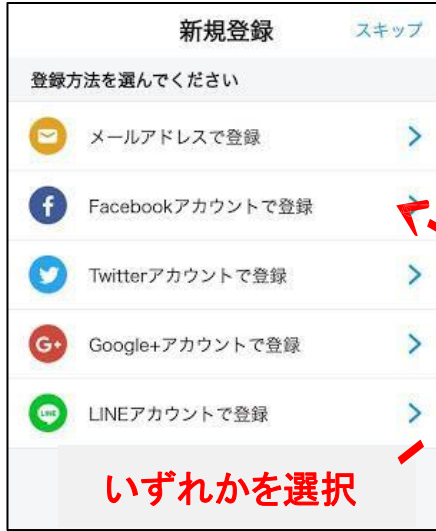 新規登録 スキップ
登録方法を選んでください
メールアドレスで登録
f Facebookアカウントで登録
Twitterアカウントで登録
G+ Google+アカウントで登録
LINE LINEアカウントで登録
いずれかを選択